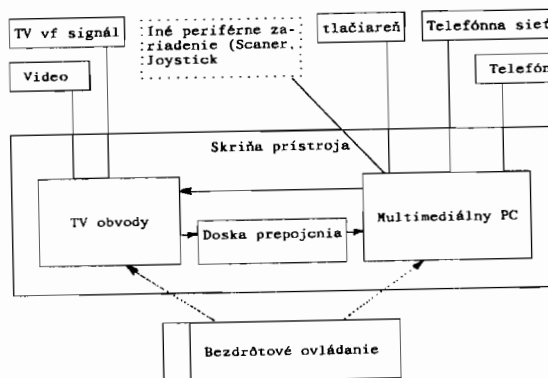 TV vf signál
Iné periférne za-
riadenie (Scaner,
Joystick
tlačiareň
Telefónna sieť
Video
Telefón
Skriňa prístroja
TV obvody
Doska prepojcnia
Multimediálny PC
Bezdrôtové ovládanie